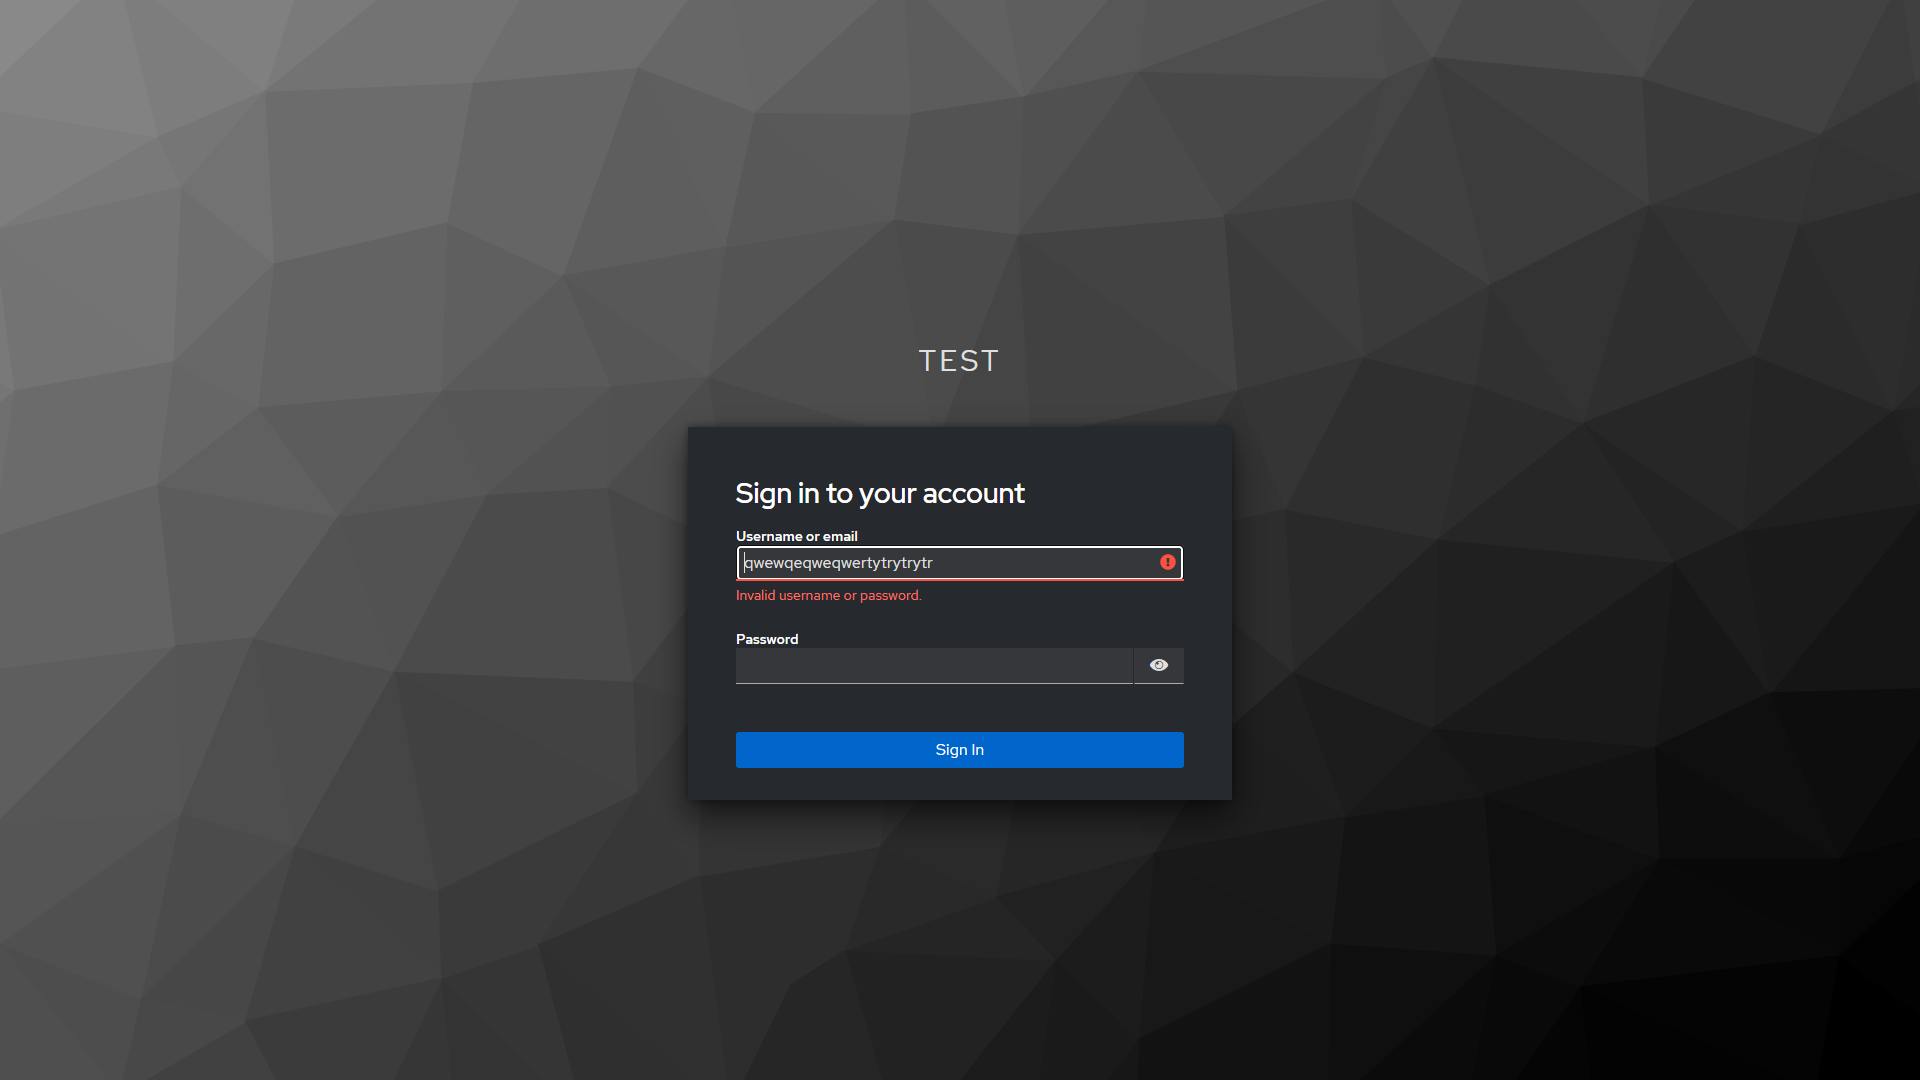 TEST
Sign in to your account
Username or email
qwewqeqweqwertytrytrytr
Invalid username or password.
Password
Sign In